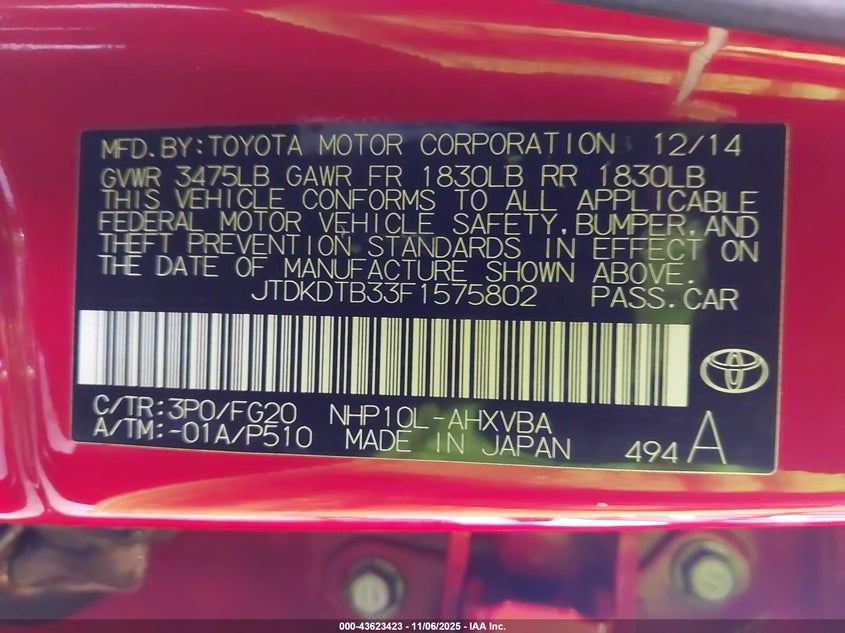 MFD.BY:TOYOTA MOTOR CORPORATION 12/14
GVWR 3475LB GAWR FR 1830LB RR 1830LB
THIS VEHICLE CONFORMS TO ALL APPLICABLE
FEDERAL MOTOR VEHICLE SAFETY,BUMPER,AND
THEFT PREVENTION STANDARDS IN EFFECT ON
THE DATE OF MANUFACTURE SHOWN ABOVE.
JTDKDTB33F1575802 PASS.CAR
C/TR:3P0/FG20 NHP10L-AHXVBA
A/TM:-01A/P510 MADE IN JAPAN 494 A
000-43623423 - 11/06/2025 - IAA Inc.